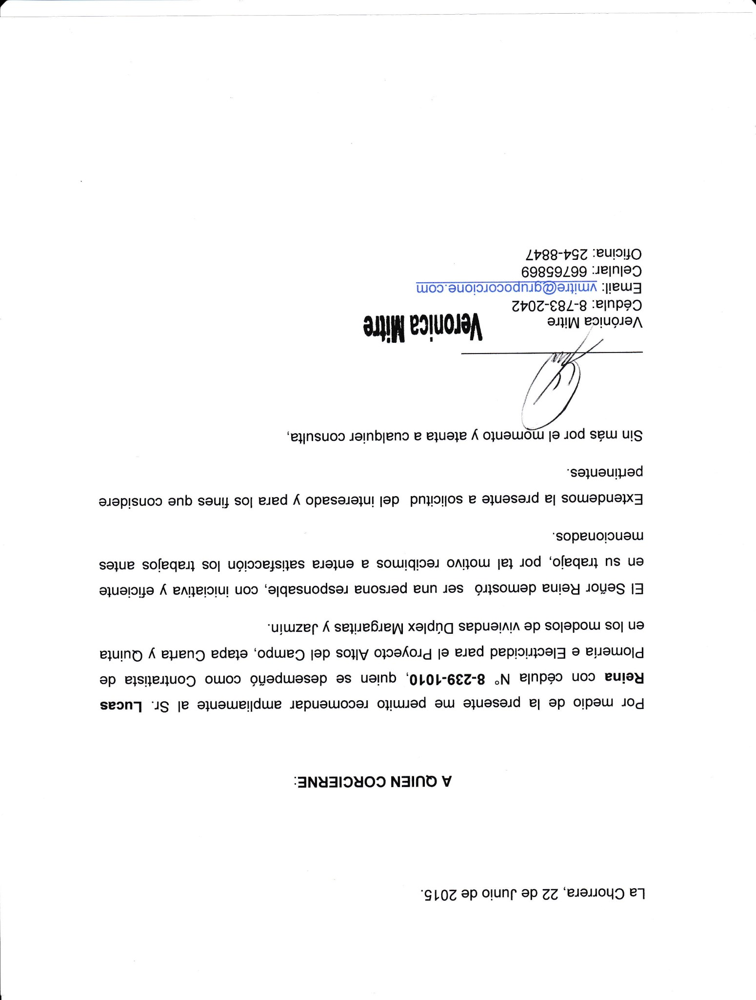 La Chorrera, 22 de Junio de 2015.
A QUIEN CORCIERNE:
Por medio de la presente me permito recomendar ampliamente al Sr. Lucas
Reina con cédula N° 8-239-1010, quien se desempeñó como Contratista de
Plomería e Electricidad para el Proyecto Altos del Campo, etapa Cuarta y Quinta
en los modelos de viviendas Dúplex Margaritas y Jazmín.
El Señor Reina demostró ser una persona responsable, con iniciativa y eficiente
en su trabajo, por tal motivo recibimos a entera satisfacción los trabajos antes
mencionados.
Extendemos la presente a solicitud del interesado y para los fines que considere
pertinentes.
Sin más por el momento y atenta a cualquier consulta,
Verónica Mitre
Veronica Mitre
Cédula: 8-783-2042
Email: vmitre@grupocorcione.com
Celular: 66765869
Oficina: 254-8847